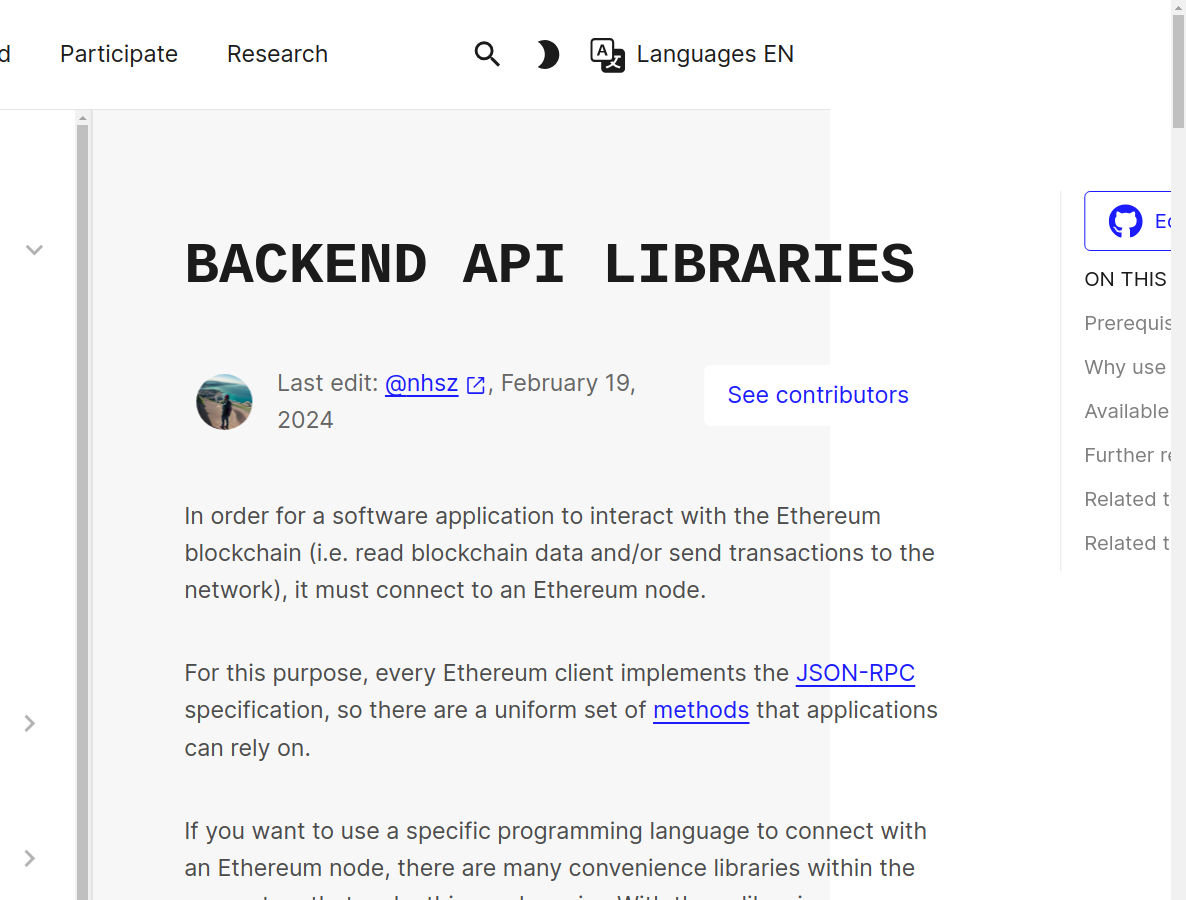 Participate
Research
Languages EN
BACKEND API LIBRARIES
Last edit: @nhsz, February 19,
2024
See contributors
In order for a software application to interact with the Ethereum
blockchain (i.e. read blockchain data and/or send transactions to the
network), it must connect to an Ethereum node.
For this purpose, every Ethereum client implements the JSON-RPC
specification, so there are a uniform set of methods that applications
can rely on.
If you want to use a specific programming language to connect with
an Ethereum node, there are many convenience libraries within the
ON THIS
Why use
Available
Further
Related
Related